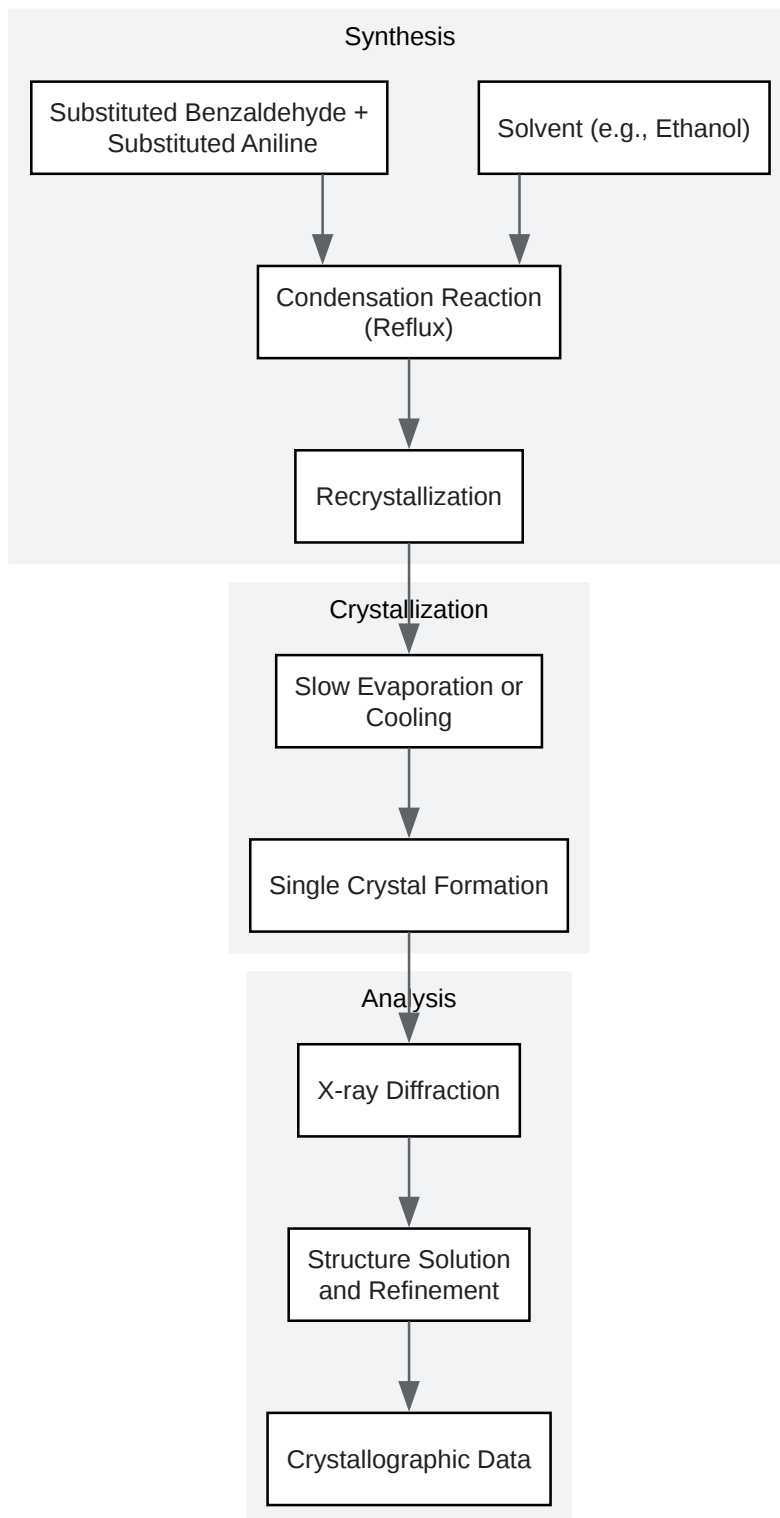 Synthesis
Substituted Benzaldehyde +
Substituted Aniline
Solvent (e.g., Ethanol)
Condensation Reaction
(Reflux)
Recrystallization
Crystallization
Slow Evaporation or
Cooling
Single Crystal Formation
Analysis
X-ray Diffraction
Structure Solution
and Refinement
Crystallographic Data